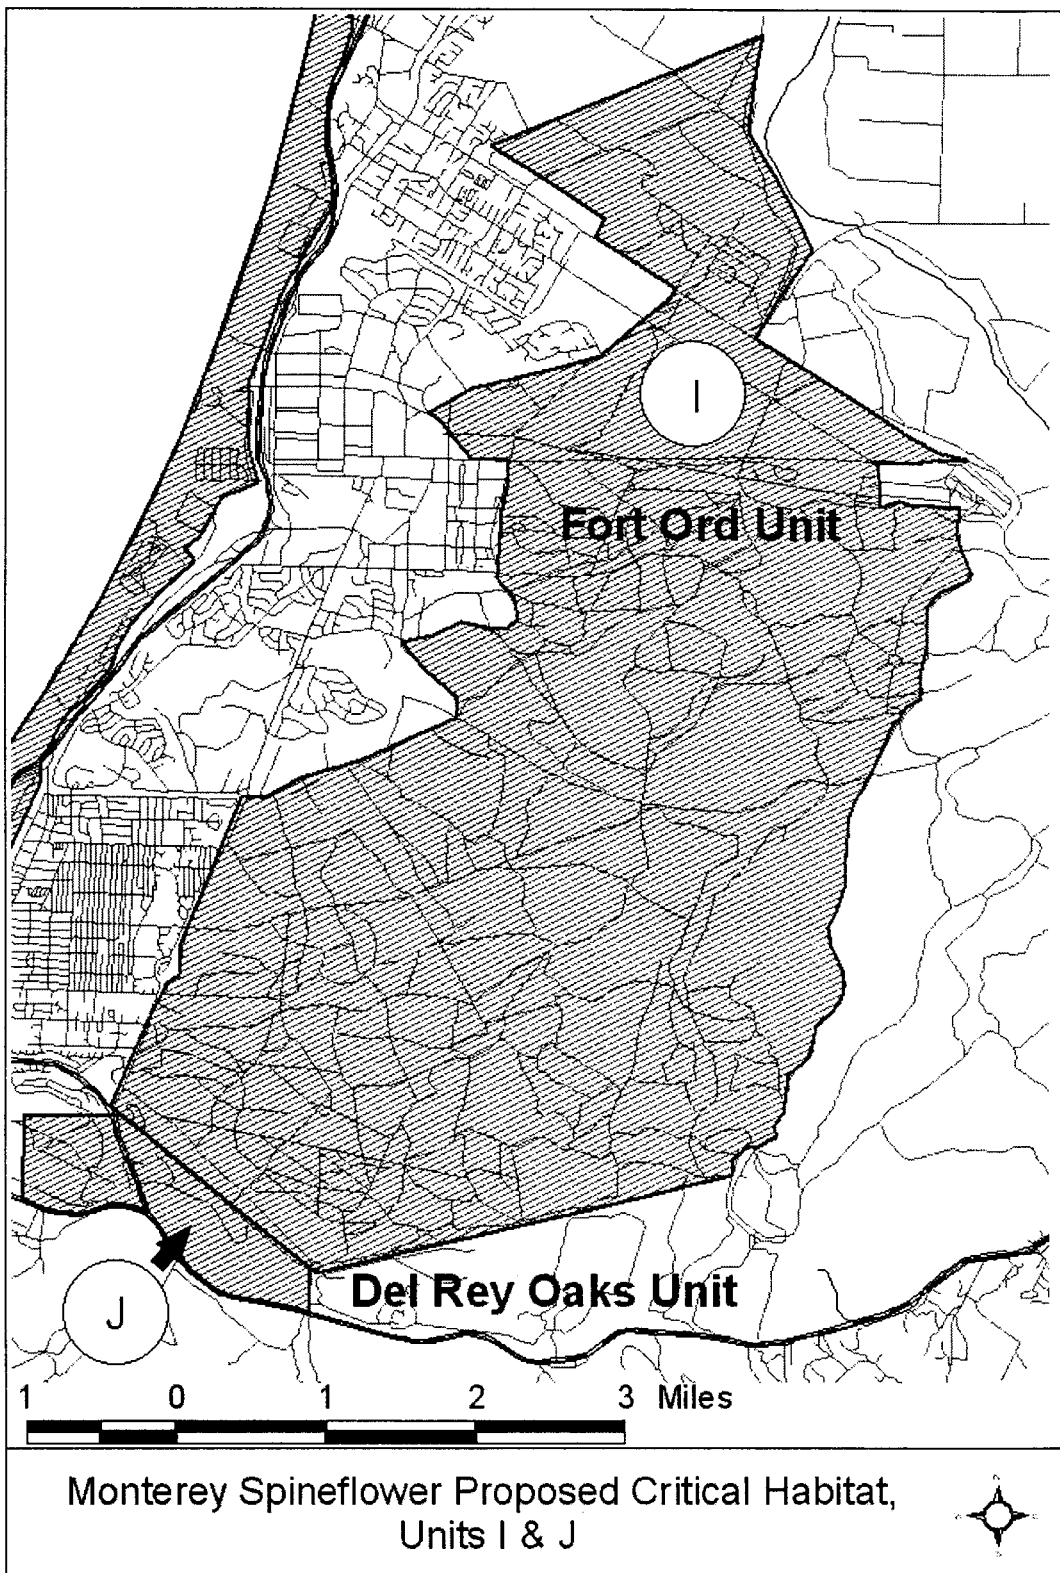 I
Fort Ord Unit
Del Rey Oaks Unit
J
1 0 1 2 3 Miles
Monterey Spineflower Proposed Critical Habitat,
Units I & J